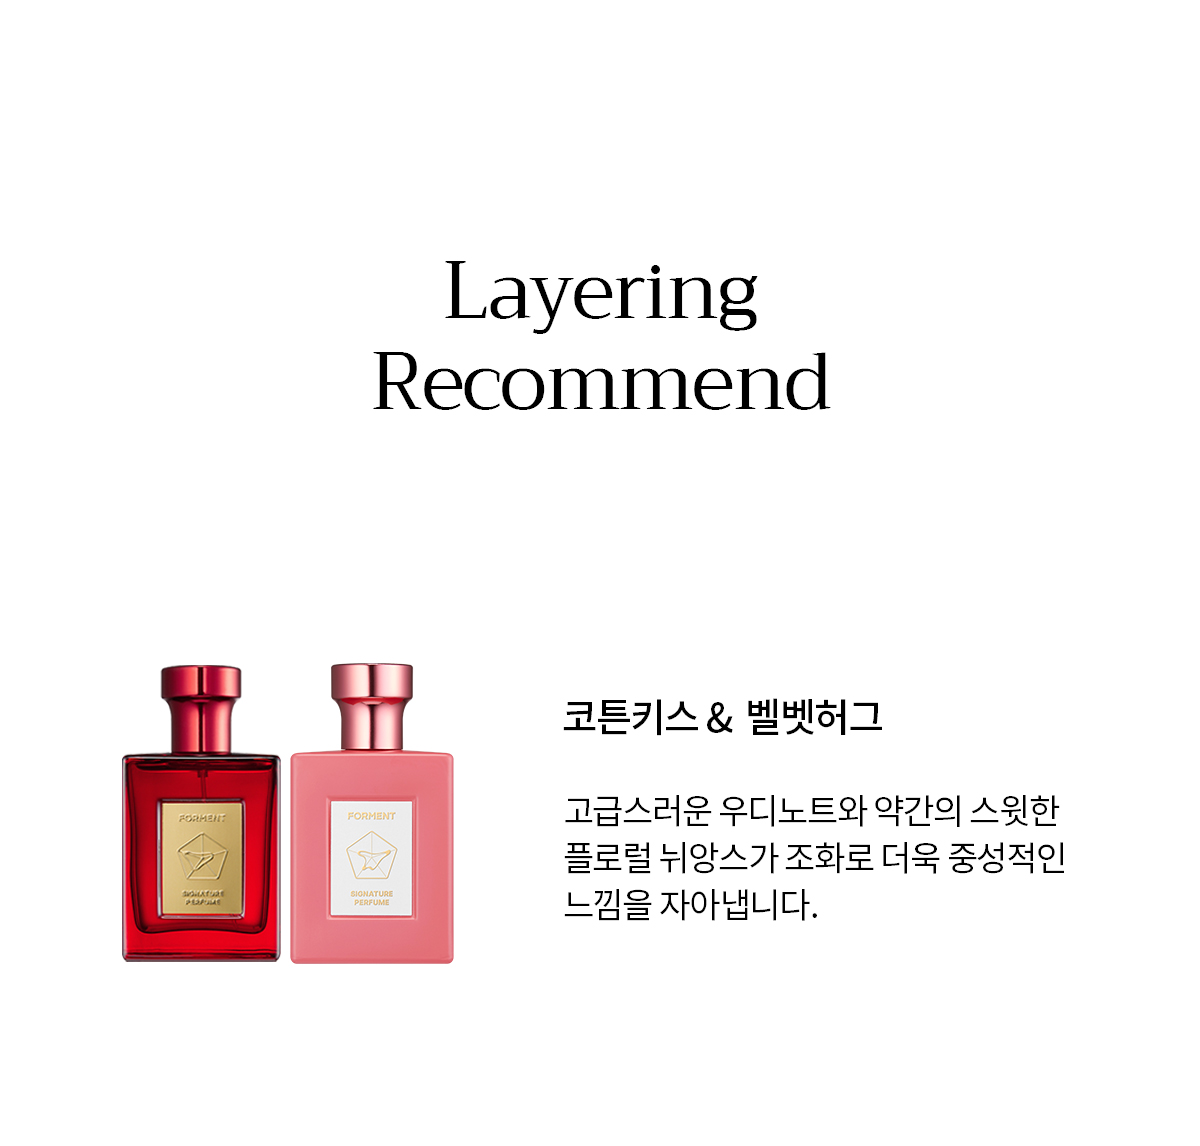 Layering
Recommend
코튼키스 & 벨벳허그
고급스러운 우디노트와 약간의 스윗한
플로럴 뉘앙스가 조화로 더욱 중성적인
느낌을 자아냅니다.
FORMENT
SIGNATURE
PERFUME
FORMENT
SIGNATURE
PERFUME